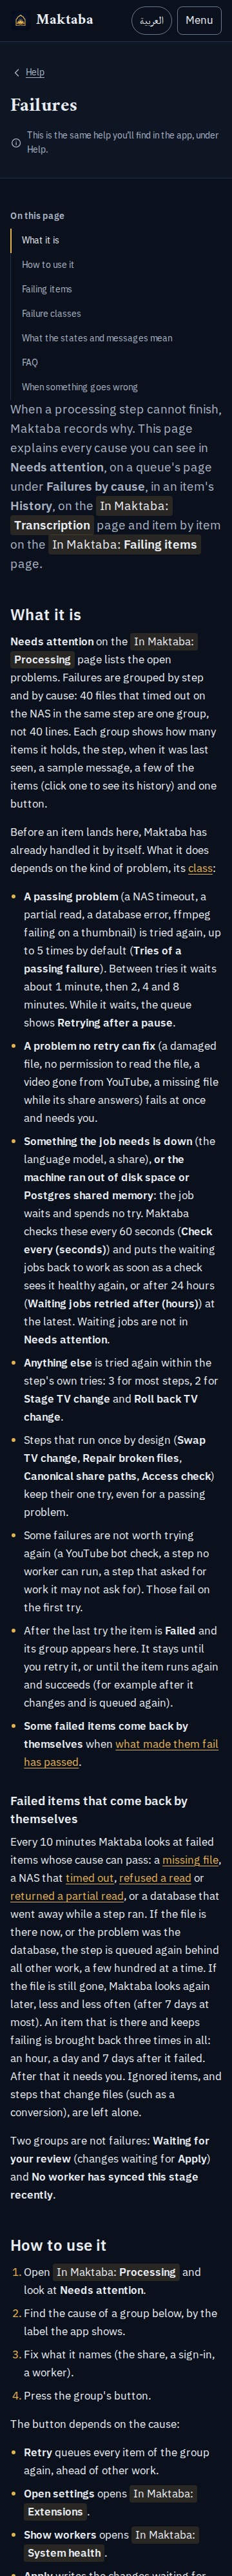 Maktaba
العربية
Menu
Help
Failures
This is the same help you'll find in the app, under
Help.
On this page
What it is
How to use it
Failing items
Failure classes
What the states and messages mean
FAQ
When something goes wrong
When a processing step cannot finish,
Maktaba records why. This page
explains every cause you can see in
Needs attention, on a queue's page
under Failures by cause, in an item's
History, on the In Maktaba:
Transcription page and item by item
on the In Maktaba: Failing items
page.
What it is
Needs attention on the In Maktaba:
Processing page lists the open
problems. Failures are grouped by step
and by cause: 40 files that timed out on
the NAS in the same step are one group,
not 40 lines. Each group shows how many
items it holds, the step, when it was last
seen, a sample message, a few of the
items (click one to see its history) and one
button.
Before an item lands here, Maktaba has
already handled it by itself. What it does
depends on the kind of problem, its class:
A passing problem (a NAS timeout, a
partial read, a database error, ffmpeg
failing on a thumbnail) is tried again, up
to 5 times by default (Tries of a
passing failure). Between tries it waits
about 1 minute, then 2, 4 and 8
minutes. While it waits, the queue
shows Retrying after a pause.
A problem no retry can fix (a damaged
file, no permission to read the file, a
video gone from YouTube, a missing file
while its share answers) fails at once
and needs you.
Something the job needs is down (the
language model, a share), or the
machine ran out of disk space or
Postgres shared memory: the job
waits and spends no try. Maktaba
checks these every 60 seconds (Check
every (seconds)) and puts the waiting
jobs back to work as soon as a check
sees it healthy again, or after 24 hours
(Waiting jobs retried after (hours)) at
the latest. Waiting jobs are not in
Needs attention.
Anything else is tried again within the
step's own tries: 3 for most steps, 2 for
Stage TV change and Roll back TV
change.
Steps that run once by design (Swap
TV change, Repair broken files,
Canonical share paths, Access check)
keep their one try, even for a passing
problem.
Some failures are not worth trying
again (a YouTube bot check, a step no
worker can run, a step that asked for
work it may not ask for). Those fail on
the first try.
After the last try the item is Failed and
its group appears here. It stays until
you retry it, or until the item runs again
and succeeds (for example after it
changes and is queued again).
Some failed items come back by
themselves when what made them fail
has passed.
Failed items that come back by
themselves
Every 10 minutes Maktaba looks at failed
items whose cause can pass: a missing file,
a NAS that timed out, refused a read or
returned a partial read, or a database that
went away while a step ran. If the file is
there now, or the problem was the
database, the step is queued again behind
all other work, a few hundred at a time. If
the file is still gone, Maktaba looks again
later, less and less often (after 7 days at
most). An item that is there and keeps
failing is brought back three times in all:
an hour, a day and 7 days after it failed.
After that it needs you. Ignored items, and
steps that change files (such as a
conversion), are left alone.
Two groups are not failures: Waiting for
your review (changes waiting for Apply)
and No worker has synced this stage
recently.
How to use it
1. Open In Maktaba: Processing and
look at Needs attention.
2. Find the cause of a group below, by the
label the app shows.
3. Fix what it names (the share, a sign-in,
a worker).
4. Press the group's button.
The button depends on the cause:
Retry queues every item of the group
again, ahead of other work.
Open settings opens In Maktaba:
Extensions.
Show workers opens In Maktaba:
System health.